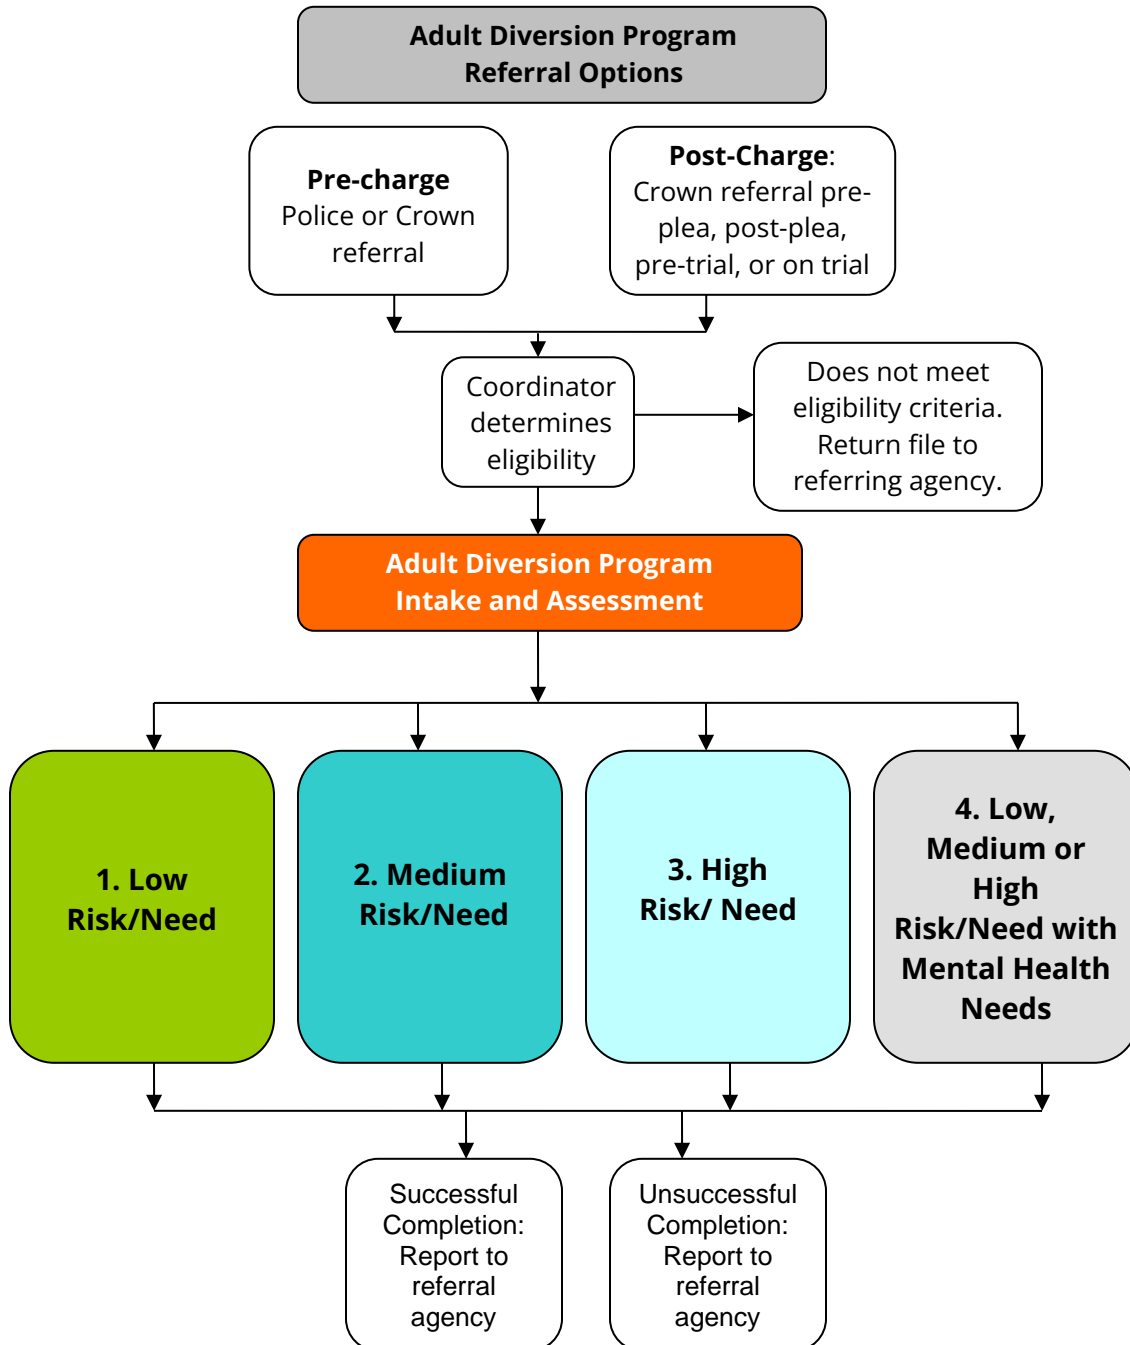 Adult Diversion Program
Referral Options
Pre-charge
Police or Crown
referral
Post-Charge:
Crown referral pre-
plea, post-plea,
pre-trial, or on trial
Coordinator
determines
eligibility
Does not meet
eligibility criteria.
Return file to
referring agency.
Adult Diversion Program
Intake and Assessment
1. Low
Risk/Need
2. Medium
Risk/Need
3. High
Risk/ Need
4. Low,
Medium or
High
Risk/Need with
Mental Health
Needs
Successful
Completion:
Report to
referral
agency
Unsuccessful
Completion:
Report to
referral
agency